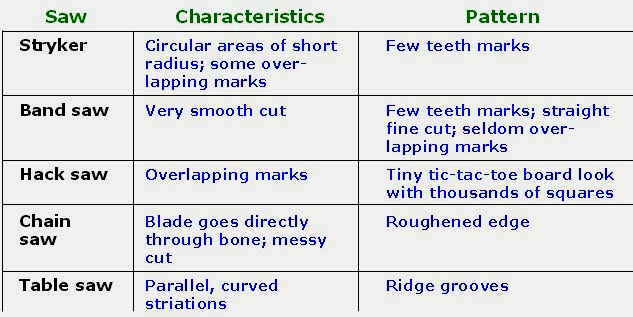 Saw Characteristics Pattern
Stryker Circular areas of short Few teeth marks
radius; some over-
lapping marks
Band saw Very smooth cut Few teeth marks; straight
fine cut; seldom over-
lapping marks
Hack saw Overlapping marks Tiny tic-tac-toe board look
with thousands of squares
Chain Blade goes directly Roughened edge
saw through bone; messy
cut
Table saw Parallel, curved Ridge grooves
striations